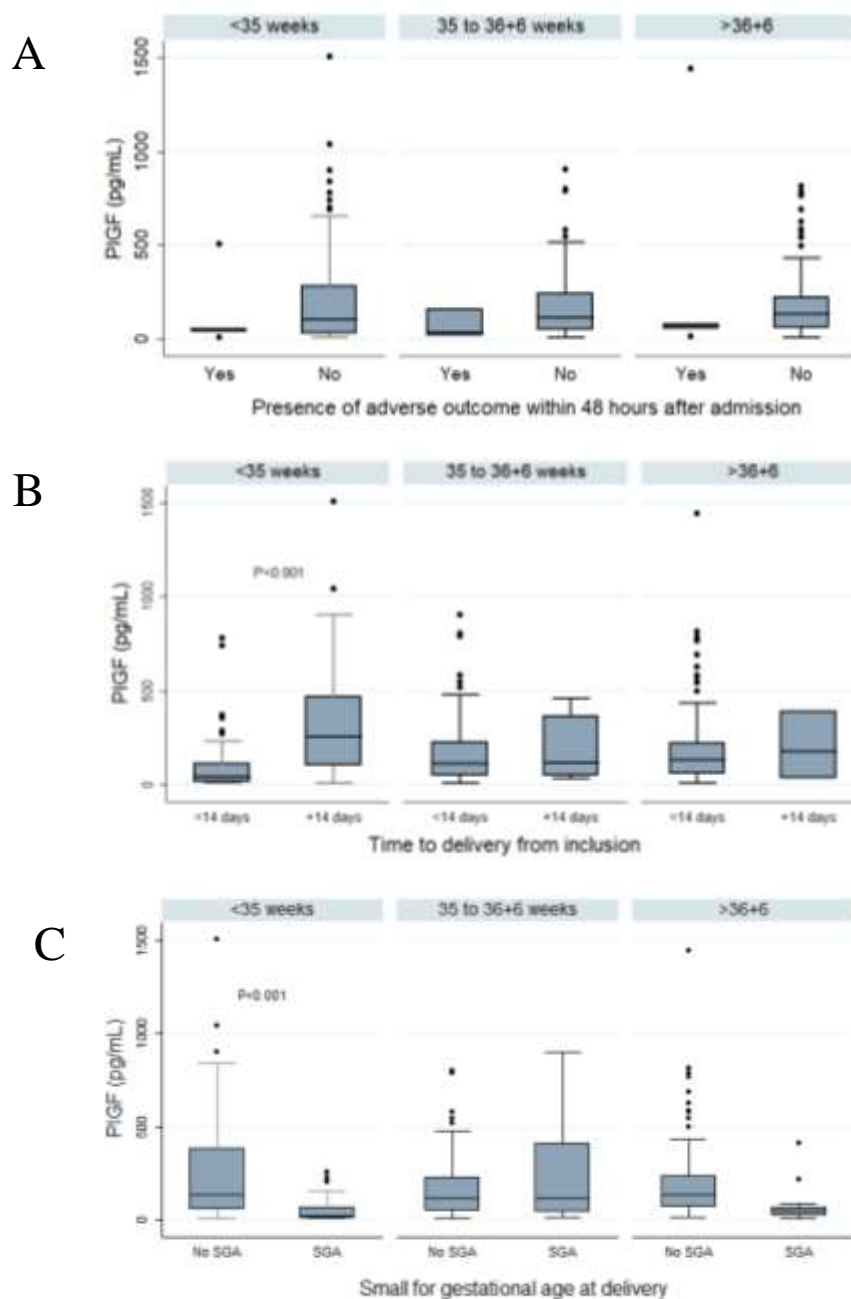 A
<35 weeks 35 to 36+6 weeks >36+6
PlGF (pg/mL)
1500
1000
500
0
Yes No Yes No Yes No
Presence of adverse outcome within 48 hours after admission
B
<35 weeks 35 to 36+6 weeks >36+6
PlGF (pg/mL)
1500
1000
500
0
P<0.001
<14 days +14 days <14 days +14 days <14 days +14 days
Time to delivery from inclusion
C
<35 weeks 35 to 36+6 weeks >36+6
PlGF (pg/mL)
1500
1000
500
0
P<0.001
No SGA SGA No SGA SGA No SGA SGA
Small for gestational age at delivery